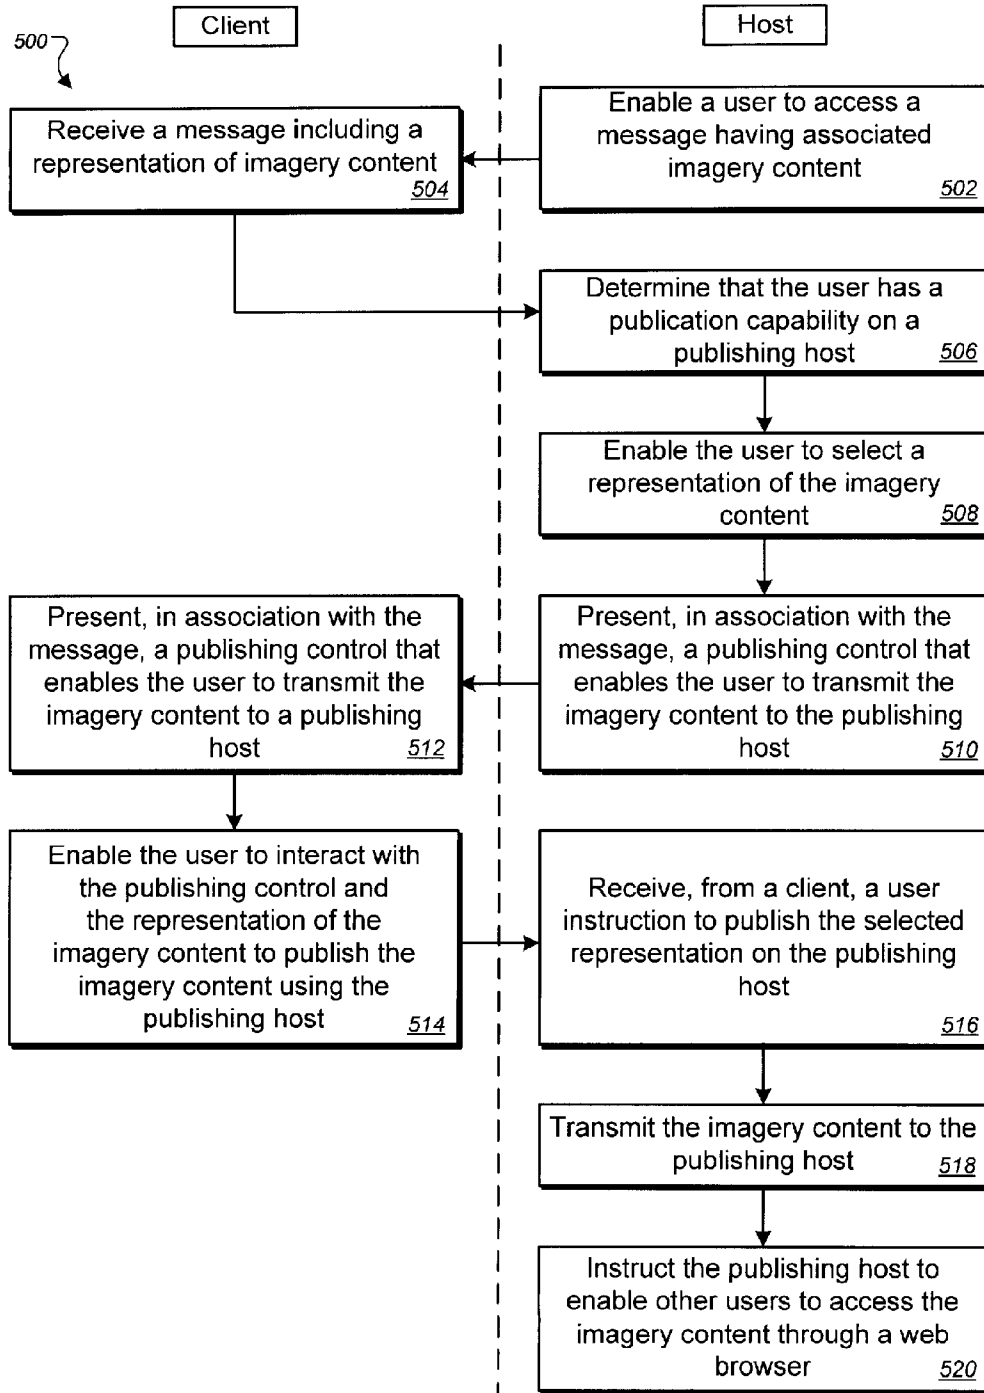 Client
Host
500
Enable a user to access a
message having associated
imagery content
502
Receive a message including a
representation of imagery content
504
Determine that the user has a
publication capability on a
publishing host
506
Enable the user to select a
representation of the imagery
content
508
Present, in association with the
message, a publishing control that
enables the user to transmit the
imagery content to the publishing
host
510
Present, in association with the
message, a publishing control that
enables the user to transmit the
imagery content to a publishing
host
512
Enable the user to interact with
the publishing control and
the representation of the
imagery content to publish the
imagery content using the
publishing host
514
Receive, from a client, a user
instruction to publish the selected
representation on the publishing
host
516
Transmit the imagery content to the
publishing host
518
Instruct the publishing host to
enable other users to access the
imagery content through a web
browser
520